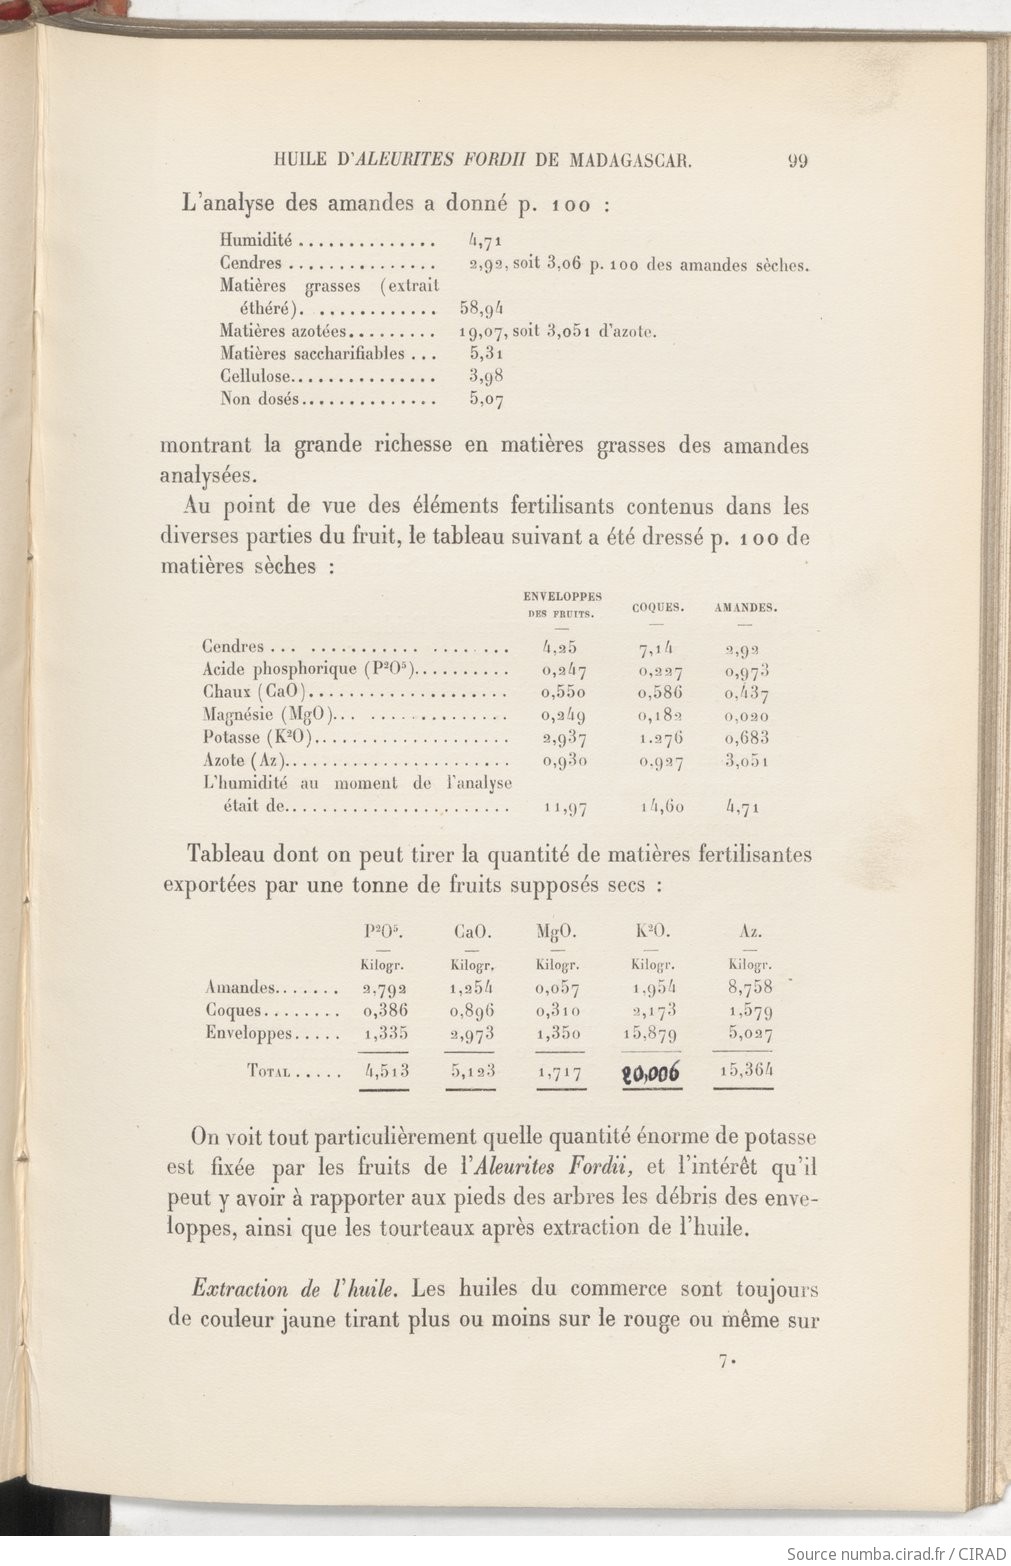 HUILE D'ALEURITES FORDII DE MADAGASCAR. 99
L'analyse des amandes a donné p. 100 :
Humidité .............. 4,71
Cendres ............... 2,92, soit 3,06 p. 100 des amandes sèches.
Matières grasses (extrait
éthéré). ............ 58,94
Matières azotées......... 19,07, soit 3,051 d'azote.
Matières saccharifiables ... 5,31
Cellulose............... 3,98
Non dosés.............. 5,07
montrant la grande richesse en matières grasses des amandes
analysées.
Au point de vue des éléments fertilisants contenus dans les
diverses parties du fruit, le tableau suivant a été dressé p. 100 de
matières sèches :
ENVELOPPES
DES FRUITS. COQUES. AMANDES.
Cendres ... ........... ....... 4,25 7,14 2,92
Acide phosphorique (P²O⁵).......... 0,247 0,227 0,973
Chaux (CaO).................... 0,550 0,586 0,437
Magnésie (MgO)... .............. 0,249 0,182 0,020
Potasse (K²O)................... 2,937 1.276 0,683
Azote (Az)...................... 0,930 0.927 3,051
L'humidité au moment de l'analyse
était de....................... 11,97 14,60 4,71
Tableau dont on peut tirer la quantité de matières fertilisantes
exportées par une tonne de fruits supposés secs :
P²O⁵. CaO. MgO. K²O. Az.
Kilogr. Kilogr. Kilogr. Kilogr. Kilogr.
Amandes....... 2,792 1,254 0,057 1,954 8,758
Coques........ 0,386 0,896 0,310 2,173 1,579
Enveloppes..... 1,335 2,973 1,350 15,879 5,027
TOTAL ..... 4,513 5,123 1,717 20,006 15,364
On voit tout particulièrement quelle quantité énorme de potasse
est fixée par les fruits de l'Aleurites Fordii, et l'intérêt qu'il
peut y avoir à rapporter aux pieds des arbres les débris des enve-
loppes, ainsi que les tourteaux après extraction de l'huile.
Extraction de l'huile. Les huiles du commerce sont toujours
de couleur jaune tirant plus ou moins sur le rouge ou même sur
7.
Source numba.cirad.fr / CIRAD